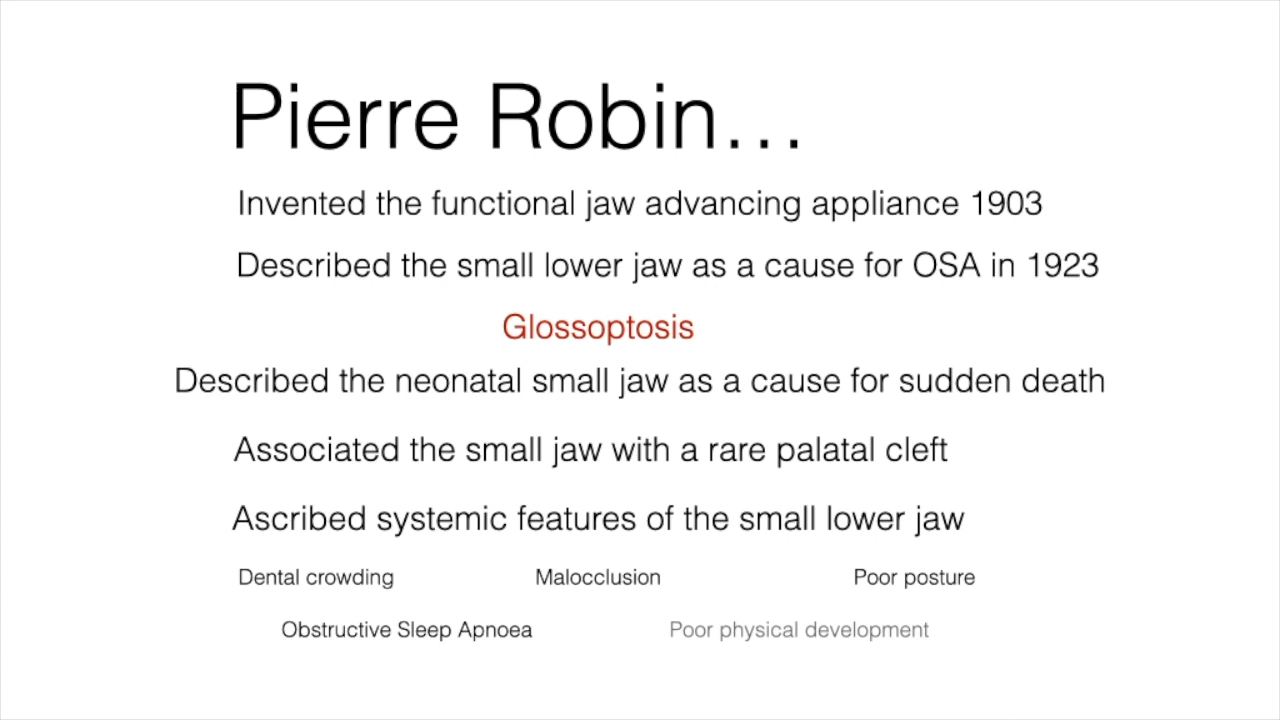 Pierre Robin…
Invented the functional jaw advancing appliance 1903
Described the small lower jaw as a cause for OSA in 1923
Glossoptosis
Described the neonatal small jaw as a cause for sudden death
Associated the small jaw with a rare palatal cleft
Ascribed systemic features of the small lower jaw
Dental crowding Malocclusion Poor posture
Obstructive Sleep Apnoea Poor physical development